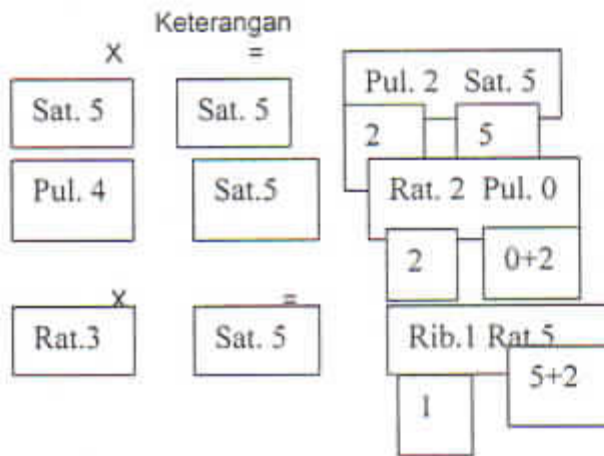 Keterangan
X =
Sat. 5 Sat. 5 Pul. 2 Sat. 5
2 5
Pul. 4 Sat.5 Rat. 2 Pul. 0
2 0+2
X =
Rat.3 Sat. 5 Rib.1 Rat.5
5+2
1